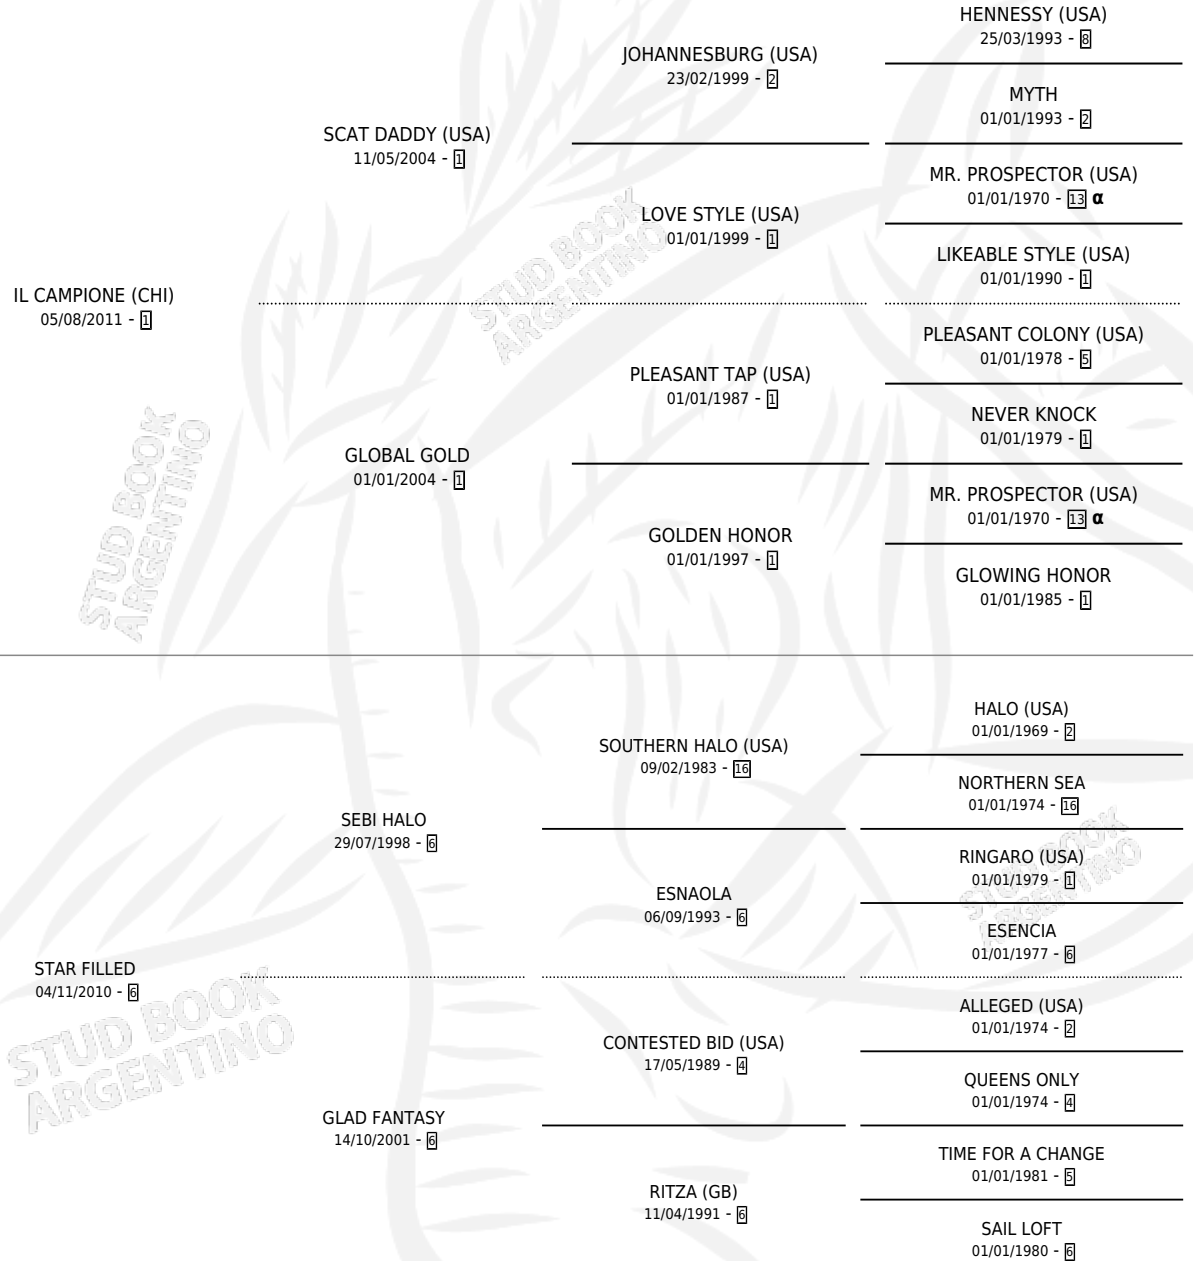 HENNESSY (USA)
25/03/1993 - 8
JOHANNESBURG (USA)
23/02/1999 - 2
MYTH
01/01/1993 - 2
SCAT DADDY (USA)
11/05/2004 - 1
MR. PROSPECTOR (USA)
01/01/1970 - 13 α
LOVE STYLE (USA)
01/01/1999 - 1
LIKEABLE STYLE (USA)
01/01/1990 - 1
IL CAMPIONE (CHI)
05/08/2011 - 1
PLEASANT COLONY (USA)
01/01/1978 - 5
PLEASANT TAP (USA)
01/01/1987 - 1
NEVER KNOCK
01/01/1979 - 1
GLOBAL GOLD
01/01/2004 - 1
MR. PROSPECTOR (USA)
01/01/1970 - 13 α
GOLDEN HONOR
01/01/1997 - 1
GLOWING HONOR
01/01/1985 - 1
HALO (USA)
01/01/1969 - 2
SOUTHERN HALO (USA)
09/02/1983 - 16
NORTHERN SEA
01/01/1974 - 16
SEBI HALO
29/07/1998 - 6
RINGARO (USA)
01/01/1979 - 1
ESNAOLA
06/09/1993 - 6
ESENCIA
01/01/1977 - 6
STAR FILLED
04/11/2010 - 6
ALLEGED (USA)
01/01/1974 - 2
CONTESTED BID (USA)
17/05/1989 - 4
QUEENS ONLY
01/01/1974 - 4
GLAD FANTASY
14/10/2001 - 6
TIME FOR A CHANGE
01/01/1981 - 5
RITZA (GB)
11/04/1991 - 6
SAIL LOFT
01/01/1980 - 6
STUD BOOK
ARGENTINO
STUD BOOK
ARGENTINO
STUD BOOK
ARGENTINO
STUD BOOK
ARGENTINO